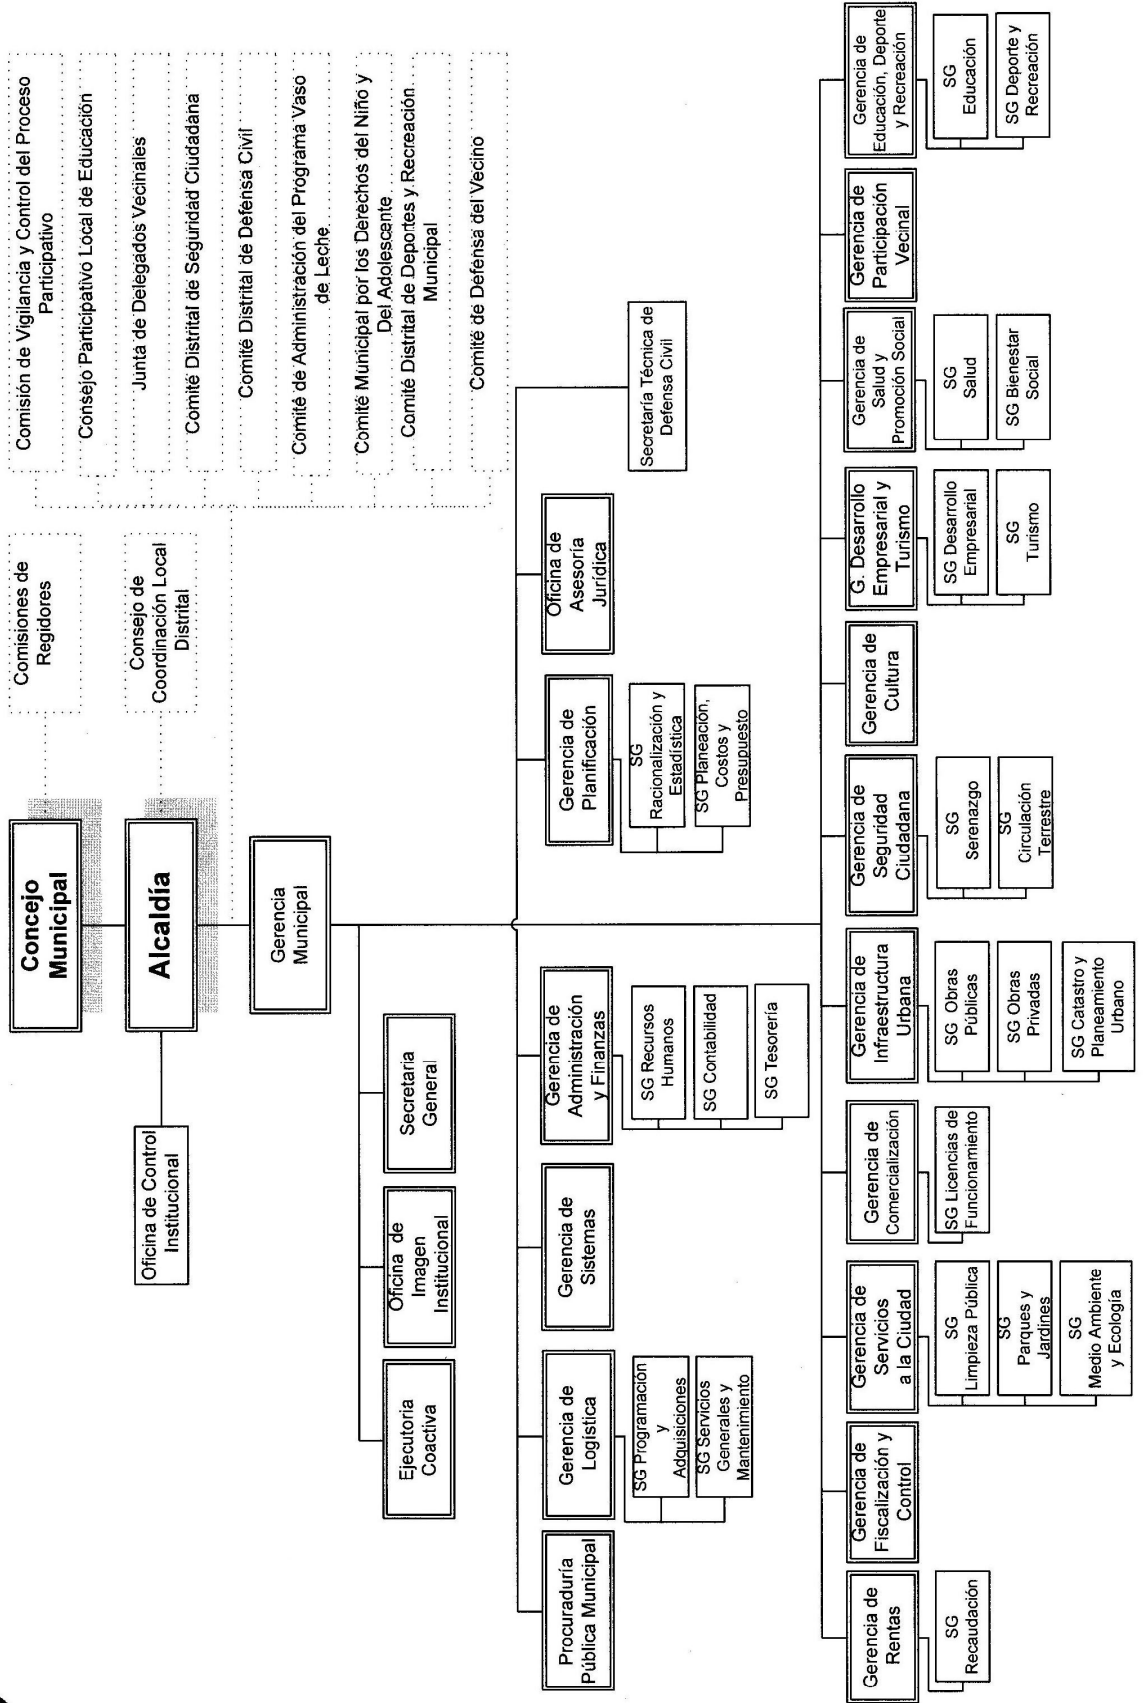 Concejo
Municipal
Comisiones de
Regidores
Alcaldía
Consejo de
Coordinación Local
Distrital
Oficina de Control
Institucional
Gerencia
Municipal
Comisión de Vigilancia y Control del Proceso
Participativo
Consejo Participativo Local de Educación
Junta de Delegados Vecinales
Comité Distrital de Seguridad Ciudadana
Comité Distrital de Defensa Civil
Comité de Administración del Programa Vaso
de Leche
Comité Municipal por los Derechos del Niño y
Del Adolescente
Comité Distrital de Deportes y Recreación
Municipal
Comité de Defensa del Vecino
Ejecutoria
Coactiva
Oficina de
Imagen
Institucional
Secretaria
General
Procuraduría
Pública Municipal
Gerencia de
Logística
SG Programación
y
Adquisiciones
SG Servicios
Generales y
Mantenimiento
Gerencia de
Sistemas
Gerencia de
Administración
y Finanzas
SG Recursos
Humanos
SG Contabilidad
SG Tesorería
Gerencia de
Planificación
SG
Racionalización y
Estadística
SG Planeación,
Costos y
Presupuesto
Oficina de
Asesoría
Jurídica
Secretaría Técnica de
Defensa Civil
Gerencia de
Rentas
SG
Recaudación
Gerencia de
Fiscalización y
Control
Gerencia de
Servicios
a la Ciudad
SG
Limpieza Pública
SG
Parques y
Jardines
SG
Medio Ambiente
y Ecología
Gerencia de
Comercialización
SG Licencias de
Funcionamiento
Gerencia de
Infraestructura
Urbana
SG Obras
Públicas
SG Obras
Privadas
SG Catastro y
Planeamiento
Urbano
Gerencia de
Seguridad
Ciudadana
SG
Serenazgo
SG
Circulación
Terrestre
Gerencia de
Cultura
G. Desarrollo
Empresarial y
Turismo
SG Desarrollo
Empresarial
SG
Turismo
Gerencia de
Salud y
Promoción Social
SG
Salud
SG Bienestar
Social
Gerencia de
Participación
Vecinal
Gerencia de
Educación, Deporte
y Recreación
SG
Educación
SG Deporte y
Recreación